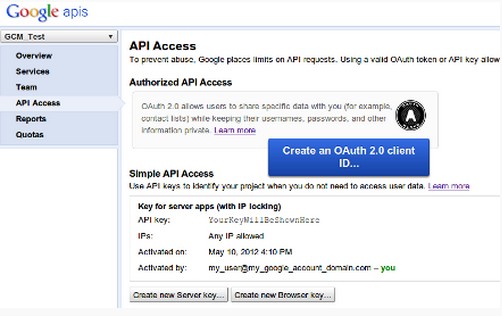 Google apis
GCM_Test
Overview
Services
Team
API Access
Reports
Quotas
API Access
To prevent abuse, Google places limits on API requests. Using a valid OAuth token or API key allow
Authorized API Access
OAuth 2.0 allows users to share specific data with you (for example,
contact lists) while keeping their usernames, passwords, and other
information private. Learn more
Create an OAuth 2.0 client
ID...
Simple API Access
Use API keys to identify your project when you do not need to access user data. Learn more
Key for server apps (with IP locking)
API key: YourKeyWillBeShownHere
IPs: Any IP allowed
Activated on: May 10, 2012 4:10 PM
Activated by: my_user@my_google_account_domain.com – you
Create new Server key... Create new Browser key...